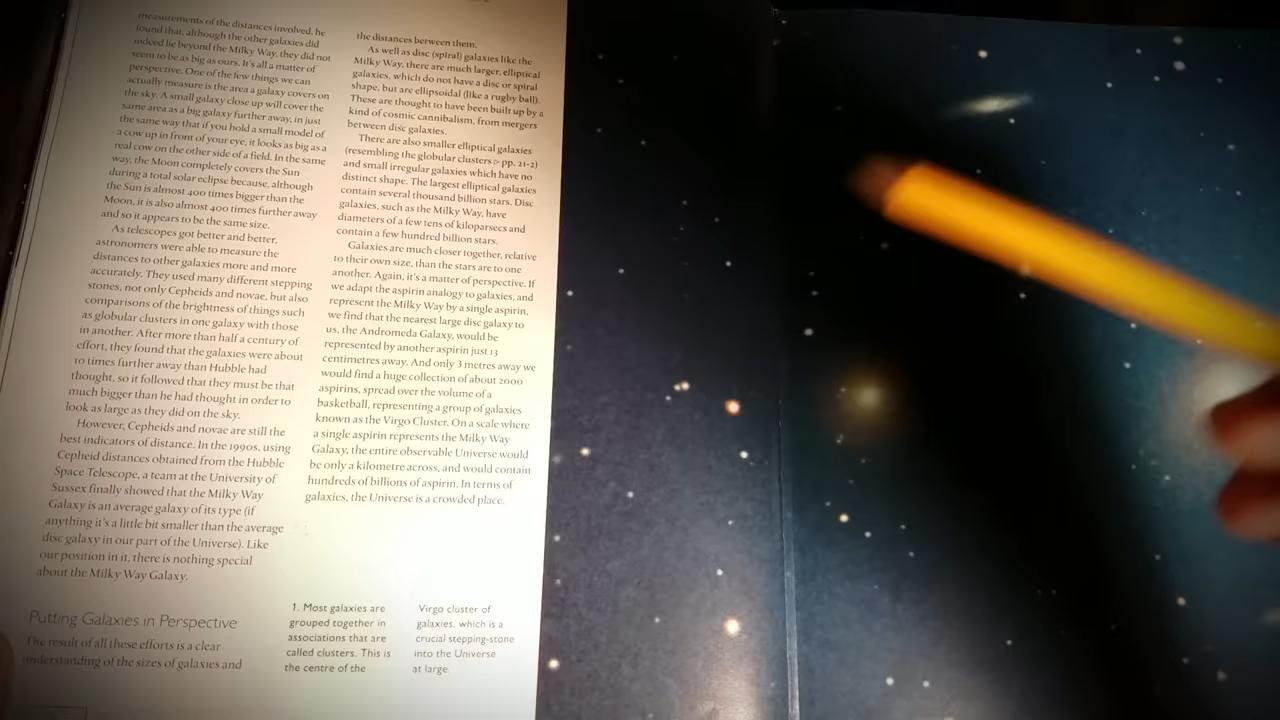 measurements of the distances involved, he
found that, although the other galaxies did
indeed lie beyond the Milky Way, they did not
seem to be as big as ours. It's all a matter of
perspective. One of the few things we can
actually measure is the area a galaxy covers on
the sky. A small galaxy close up will cover the
same area as a big galaxy further away, in just
the same way that if you hold a small model of
a cow up in front of your eye, it looks as big as a
real cow on the other side of a field. In the same
way, the Moon completely covers the Sun
during a total solar eclipse because, although
the Sun is almost 400 times bigger than the
Moon, it is also almost 400 times further away
and so it appears to be the same size.
As telescopes got better and better,
astronomers were able to measure the
distances to other galaxies more and more
accurately. They used many different stepping
stones, not only Cepheids and novae, but also
comparisons of the brightness of things such
as globular clusters in one galaxy with those
in another. After more than half a century of
effort, they found that the galaxies were about
10 times further away than Hubble had
thought, so it followed that they must be that
much bigger than he had thought in order to
look as large as they did on the sky.
However, Cepheids and novae are still the
best indicators of distance. In the 1990s, using
Cepheid distances obtained from the Hubble
Space Telescope, a team at the University of
Sussex finally showed that the Milky Way
Galaxy is an average galaxy of its type (if
anything it's a little bit smaller than the average
disc galaxy in our part of the Universe). Like
our position in it, there is nothing special
about the Milky Way Galaxy.
Putting Galaxies in Perspective
The result of all these efforts is a clear
understanding of the sizes of galaxies and
the distances between them.
As well as disc (spiral) galaxies like the
Milky Way, there are much larger, elliptical
galaxies, which do not have a disc or spiral
shape, but are ellipsoidal (like a rugby ball).
These are thought to have been built up by a
kind of cosmic cannibalism, from mergers
between disc galaxies.
There are also smaller elliptical galaxies
(resembling the globular clusters ▷ pp. 21-2)
and small irregular galaxies which have no
distinct shape. The largest elliptical galaxies
contain several thousand billion stars. Disc
galaxies, such as the Milky Way, have
diameters of a few tens of kiloparsecs and
contain a few hundred billion stars.
Galaxies are much closer together, relative
to their own size, than the stars are to one
another. Again, it's a matter of perspective. If
we adapt the aspirin analogy to galaxies, and
represent the Milky Way by a single aspirin,
we find that the nearest large disc galaxy to
us, the Andromeda Galaxy, would be
represented by another aspirin just 13
centimetres away. And only 3 metres away we
would find a huge collection of about 2000
aspirins, spread over the volume of a
basketball, representing a group of galaxies
known as the Virgo Cluster. On a scale where
a single aspirin represents the Milky Way
Galaxy, the entire observable Universe would
be only a kilometre across, and would contain
hundreds of billions of aspirin. In terms of
galaxies, the Universe is a crowded place.
1. Most galaxies are
grouped together in
associations that are
called clusters. This is
the centre of the
Virgo cluster of
galaxies, which is a
crucial stepping-stone
into the Universe
at large.